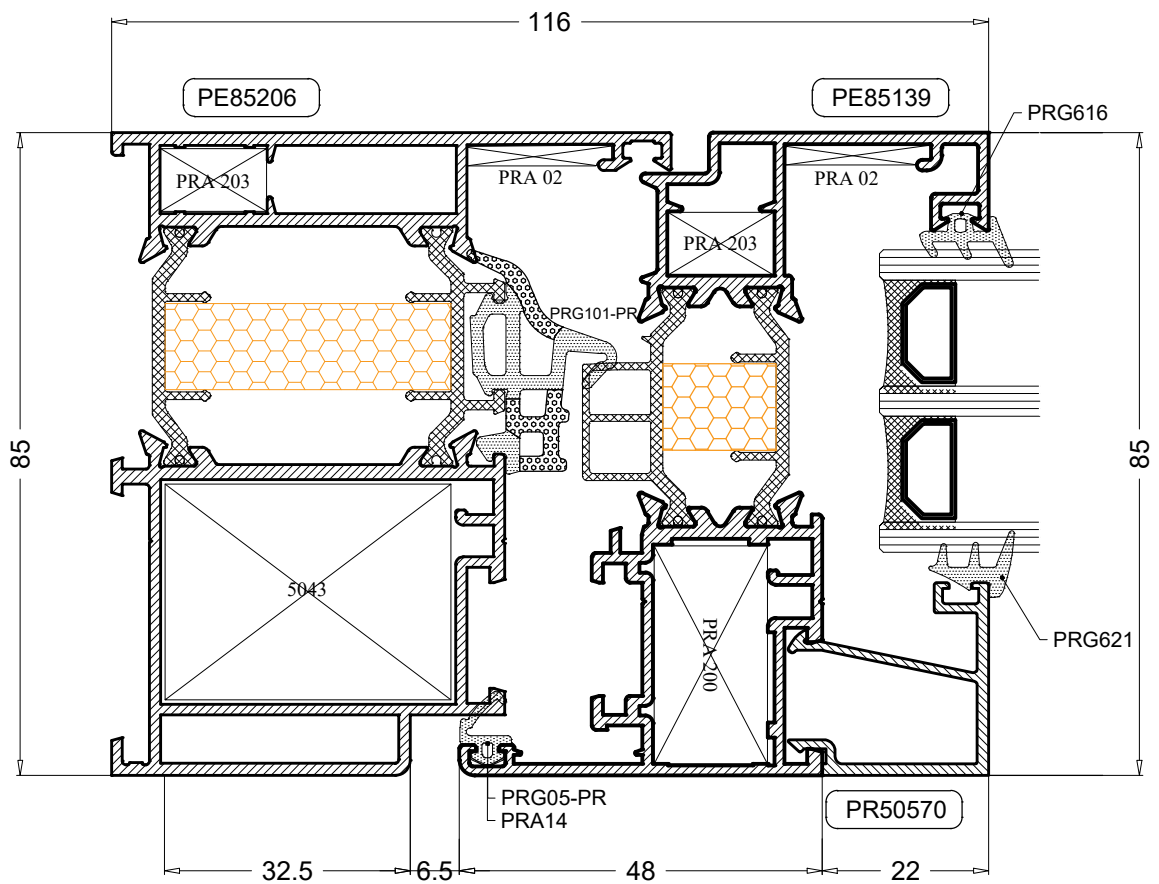 116
PE85206
PE85139
PRG616
PRA 203
PRA 02
PRA 02
PRA 203
PRG101-PR
85
85
5043
PRA 200
PRG621
PRG05-PR
PRA14
PR50570
32.5
6.5
48
22